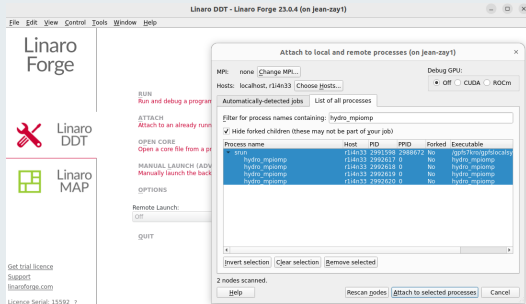 Linaro DDT - Linaro Forge 23.0.4 (on jean-zay1)
File Edit View Control Tools Window Help
Linaro
Forge
Linaro
DDT
Linaro
MAP
Get trial licence
Support
linaroforge.com
Licence Serial: 15592 ?
RUN
Run and debug a program
ATTACH
Attach to an already runn
OPEN CORE
Open a core file from a pr
MANUAL LAUNCH (ADV
Manually launch the back
OPTIONS
Remote Launch:
Off
QUIT
Attach to local and remote processes (on jean-zay1)
MPI: none Change MPI...
Hosts: localhost, r1i4n33 Choose Hosts...
Debug GPU:
Off CUDA ROCm
Automatically-detected jobs List of all processes
Filter for process names containing: hydro_mpiomp
Hide forked children (these may not be part of your job)
Process name Host PID PPID Forked Executable
srun r1i4n33 2991598 2988672 No
hydro_mpiomp r1i4n33 2992617 0 No hydro_mpiomp
hydro_mpiomp r1i4n33 2992618 0 No hydro_mpiomp
hydro_mpiomp r1i4n33 2992619 0 No hydro_mpiomp
hydro_mpiomp r1i4n33 2992620 0 No hydro_mpiomp
Invert selection Clear selection Remove selected
2 nodes scanned.
Help Rescan nodes Attach to selected processes Cancel